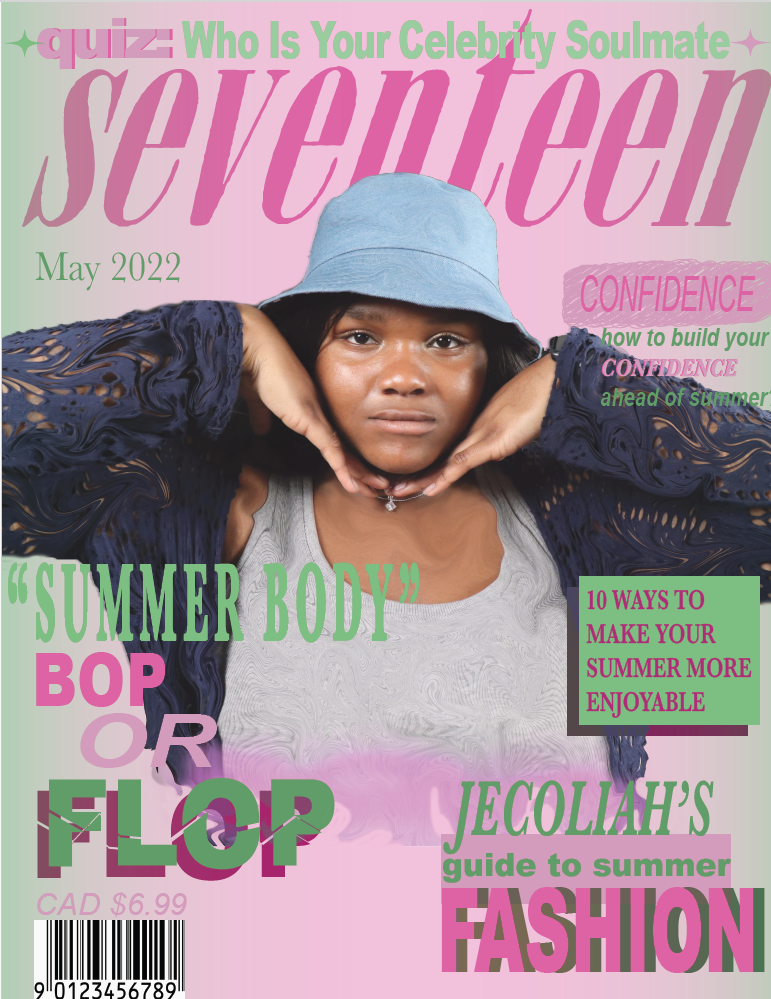 quiz: Who Is Your Celebrity Soulmate
seventeen
May 2022
CONFIDENCE
how to build your
CONFIDENCE
ahead of summer
"SUMMER BODY"
BOP
OR
FLOP
10 WAYS TO
MAKE YOUR
SUMMER MORE
ENJOYABLE
JECOLIAH'S
guide to summer
FASHION
CAD $6.99
9 0123456789